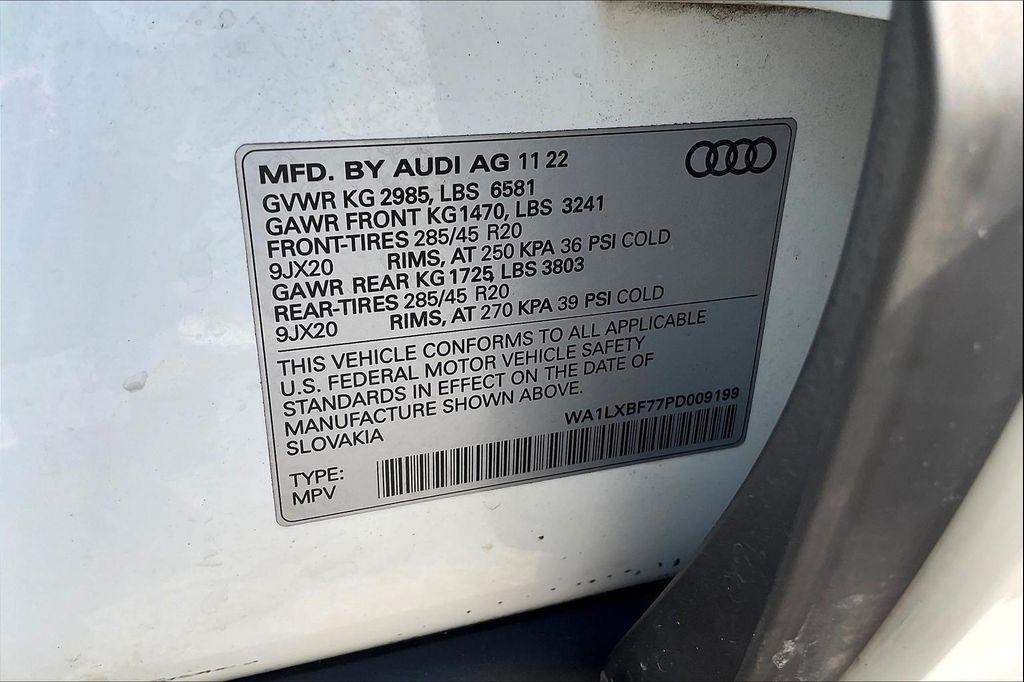 MFD. BY AUDI AG 11 22
GVWR KG 2985, LBS 6581
GAWR FRONT KG1470, LBS 3241
FRONT-TIRES 285/45 R20
9JX20 RIMS, AT 250 KPA 36 PSI COLD
GAWR REAR KG 1725, LBS 3803
REAR-TIRES 285/45 R20
9JX20 RIMS, AT 270 KPA 39 PSI COLD
THIS VEHICLE CONFORMS TO ALL APPLICABLE
U.S. FEDERAL MOTOR VEHICLE SAFETY
STANDARDS IN EFFECT ON THE DATE OF
MANUFACTURE SHOWN ABOVE.
SLOVAKIA WA1LXBF77PD009199
TYPE:
MPV